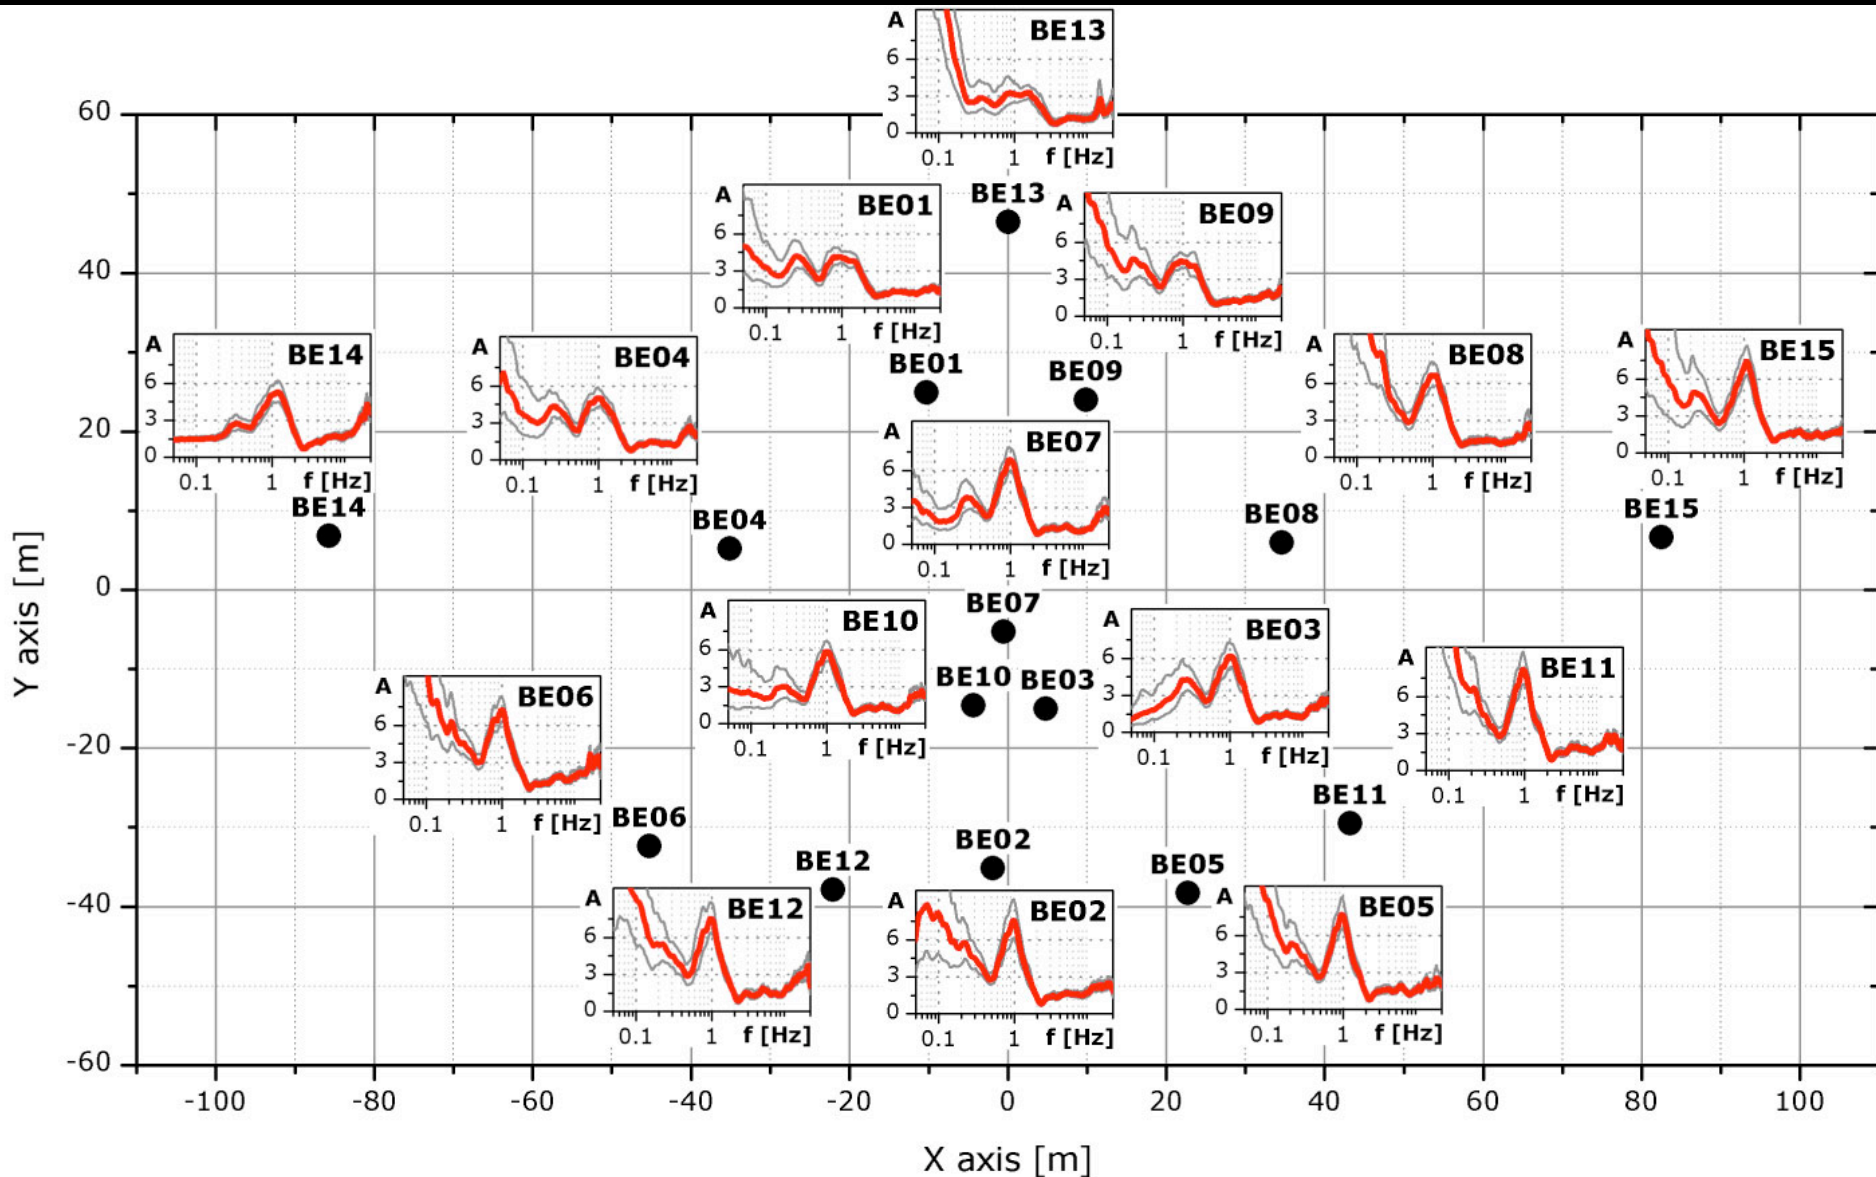 A
BE13
6
3
0
0.1 1 f [Hz]
60
40
20
0
-20
-40
-60
Y axis [m]
A
BE01
6
3
0
0.1 1 f [Hz]
BE13
A
BE09
6
3
0
0.1 1 f [Hz]
A
BE14
6
3
0
0.1 1 f [Hz]
BE14
A
BE04
6
3
0
0.1 1 f [Hz]
BE04
BE01
BE09
A
BE07
6
3
0
0.1 1 f [Hz]
A
BE08
6
3
0
0.1 1 f [Hz]
BE08
A
BE15
6
3
0
0.1 1 f [Hz]
BE15
BE07
A
BE10
6
3
0
0.1 1 f [Hz]
BE10
BE03
A
BE03
6
3
0
0.1 1 f [Hz]
A
BE06
6
3
0
0.1 1 f [Hz]
BE06
A
BE11
6
3
0
0.1 1 f [Hz]
BE11
BE12
BE02
BE05
A
BE12
6
3
0
0.1 1 f [Hz]
A
BE02
6
3
0
0.1 1 f [Hz]
A
BE05
6
3
0
0.1 1 f [Hz]
-100 -80 -60 -40 -20 0 20 40 60 80 100
X axis [m]